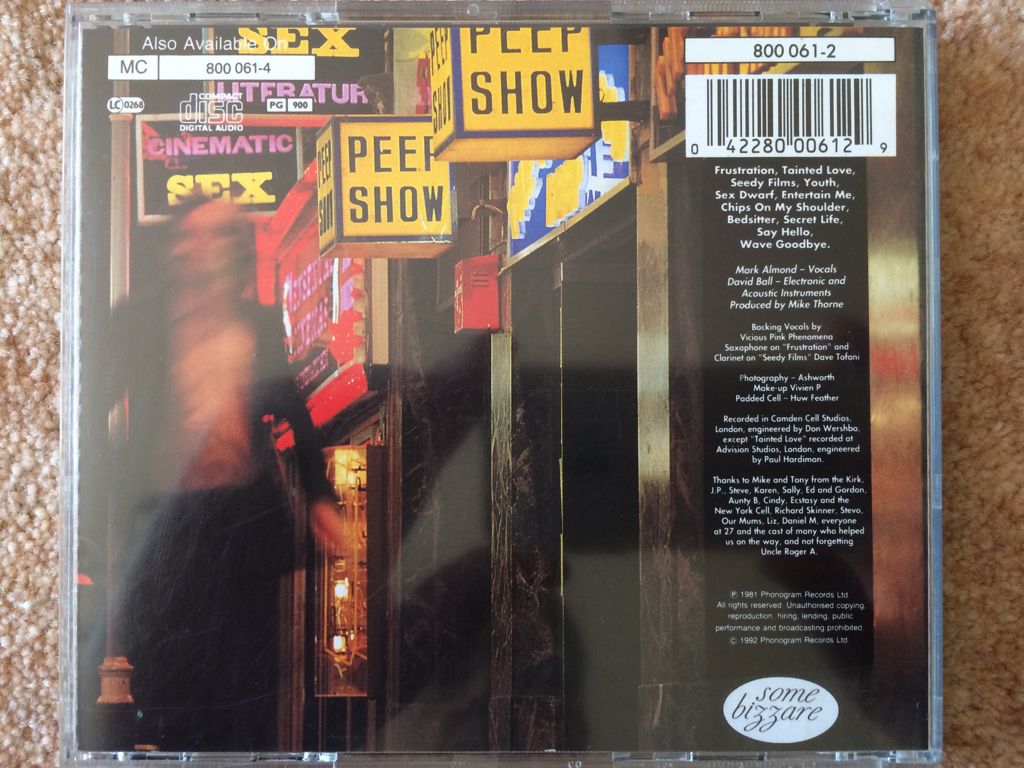 Also Available On
MC 800 061-4
LC 0268
COMPACT
disc
DIGITAL AUDIO
PG 900
SEX
LITERATUR
CINEMATIC
SEX
PEEP
SHOW
PEEP
SHOW
PEEP
SHOW
800 061-2
0 42280 00612 9
Frustration, Tainted Love,
Seedy Films, Youth,
Sex Dwarf, Entertain Me,
Chips On My Shoulder,
Bedsitter, Secret Life,
Say Hello,
Wave Goodbye.
Mark Almond – Vocals
David Ball – Electronic and
Acoustic Instruments
Produced by Mike Thorne
Backing Vocals by
Vicious Pink Phenomena
Saxophone on "Frustration" and
Clarinet on "Seedy Films" Dave Tofani
Photography – Ashworth
Make-up Vivien P
Padded Cell – Huw Feather
Recorded in Camden Cell Studios,
London, engineered by Don Wershba,
except "Tainted Love" recorded at
Advision Studios, London, engineered
by Paul Hardiman.
Thanks to Mike and Tony from the Kirk,
J.P., Steve, Karen, Sally, Ed and Gordon,
Aunty B, Cindy, Ecstasy and the
New York Cell, Richard Skinner, Stevo,
Our Mums, Liz, Daniel M, everyone
at 27 and the cast of many who helped
us on the way, and not forgetting
Uncle Roger A.
℗ 1981 Phonogram Records Ltd.
All rights reserved. Unauthorised copying,
reproduction, hiring, lending, public
performance and broadcasting prohibited.
© 1992 Phonogram Records Ltd.
some
bizzare